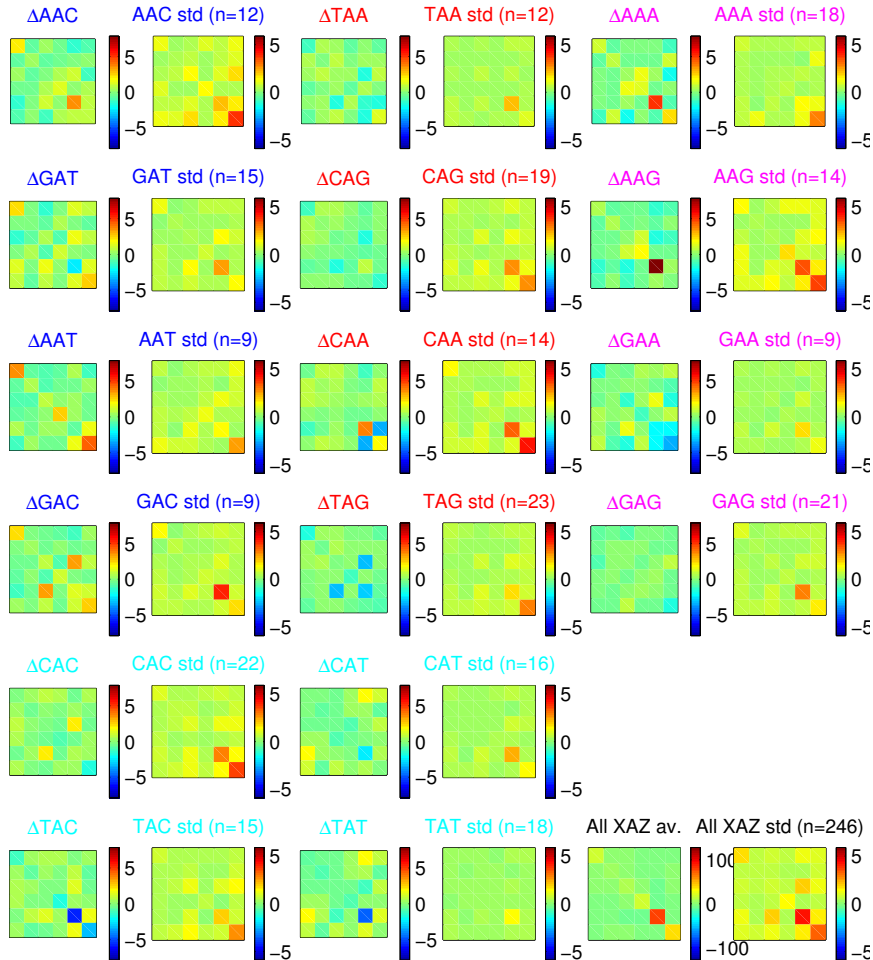 ΔAAC AAC std (n=12) ΔTAA TAA std (n=12) ΔAAA AAA std (n=18)
5 5 5 5 5 5
0 0 0 0 0 0
−5 −5 −5 −5 −5 −5
ΔGAT GAT std (n=15) ΔCAG CAG std (n=19) ΔAAG AAG std (n=14)
5 5 5 5 5 5
0 0 0 0 0 0
−5 −5 −5 −5 −5 −5
ΔAAT AAT std (n=9) ΔCAA CAA std (n=14) ΔGAA GAA std (n=9)
5 5 5 5 5 5
0 0 0 0 0 0
−5 −5 −5 −5 −5 −5
ΔGAC GAC std (n=9) ΔTAG TAG std (n=23) ΔGAG GAG std (n=21)
5 5 5 5 5 5
0 0 0 0 0 0
−5 −5 −5 −5 −5 −5
ΔCAC CAC std (n=22) ΔCAT CAT std (n=16)
5 5 5 5
0 0 0 0
−5 −5 −5 −5
ΔTAC TAC std (n=15) ΔTAT TAT std (n=18) All XAZ av. All XAZ std (n=246)
5 5 5 5 100 5
0 0 0 0 0 0
−5 −5 −5 −5 −100 −5